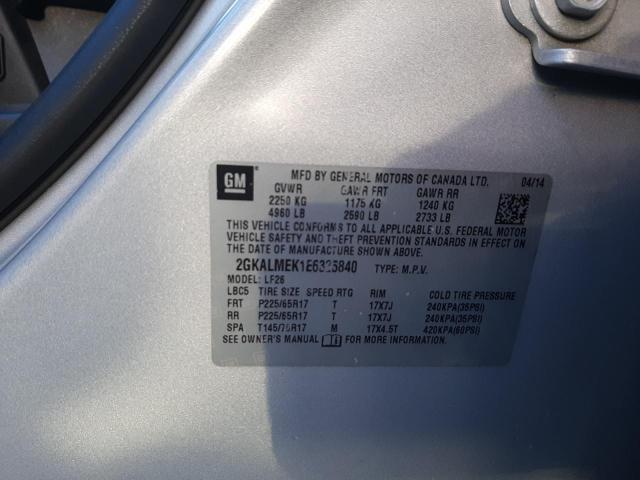 GM
MFD BY GENERAL MOTORS OF CANADA LTD. 04/14
GVWR GAWR FRT GAWR RR
2250 KG 1175 KG 1240 KG
4960 LB 2590 LB 2733 LB
THIS VEHICLE CONFORMS TO ALL APPLICABLE U.S. FEDERAL MOTOR
VEHICLE SAFETY AND THEFT PREVENTION STANDARDS IN EFFECT ON
THE DATE OF MANUFACTURE SHOWN ABOVE.
2GKALMEK1E6325840 TYPE: M.P.V.
MODEL: LF26
LBC5 TIRE SIZE SPEED RTG RIM COLD TIRE PRESSURE
FRT P225/65R17 T 17X7J 240KPA(35PSI)
RR P225/65R17 T 17X7J 240KPA(35PSI)
SPA T145/70R17 M 17X4.5T 420KPA(60PSI)
SEE OWNER'S MANUAL FOR MORE INFORMATION.